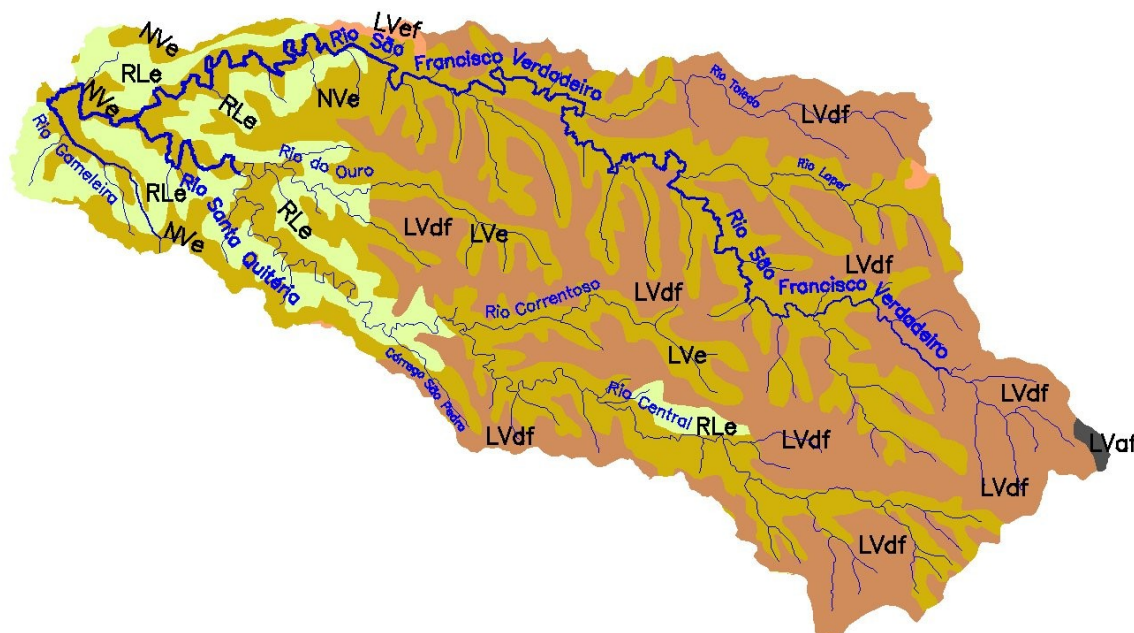 NVe
LVef
Rio São Francisco Verdadeiro
RLe
Rio Toledo
NVe
RLe
NVe
LVdf
Rio Gameleira
Rio do Ouro
RLe
Rio Santa Quitéria
RLe
Rio Lopeí
NVe
LVdf
LVe
LVdf
Rio São Francisco Verdadeiro
LVdf
Rio Correntoso
LVe
Córrego São Pedro
Rio Central
RLe
LVdf
LVdf
LVdf
LVaf
LVdf
LVdf